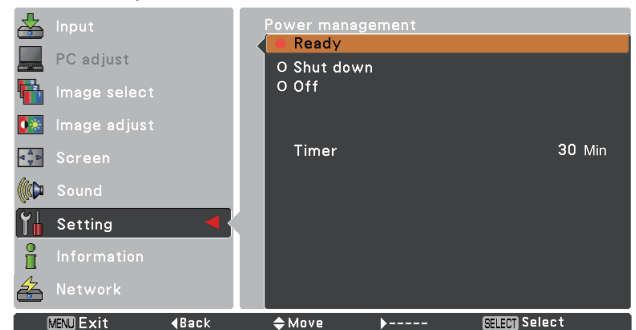 Input
PC adjust
Image select
Image adjust
Screen
Sound
Setting
Information
Network
Power management
Ready
Shut down
Off
Timer 30 Min
MENU Exit Back Move ----- SELECT Select